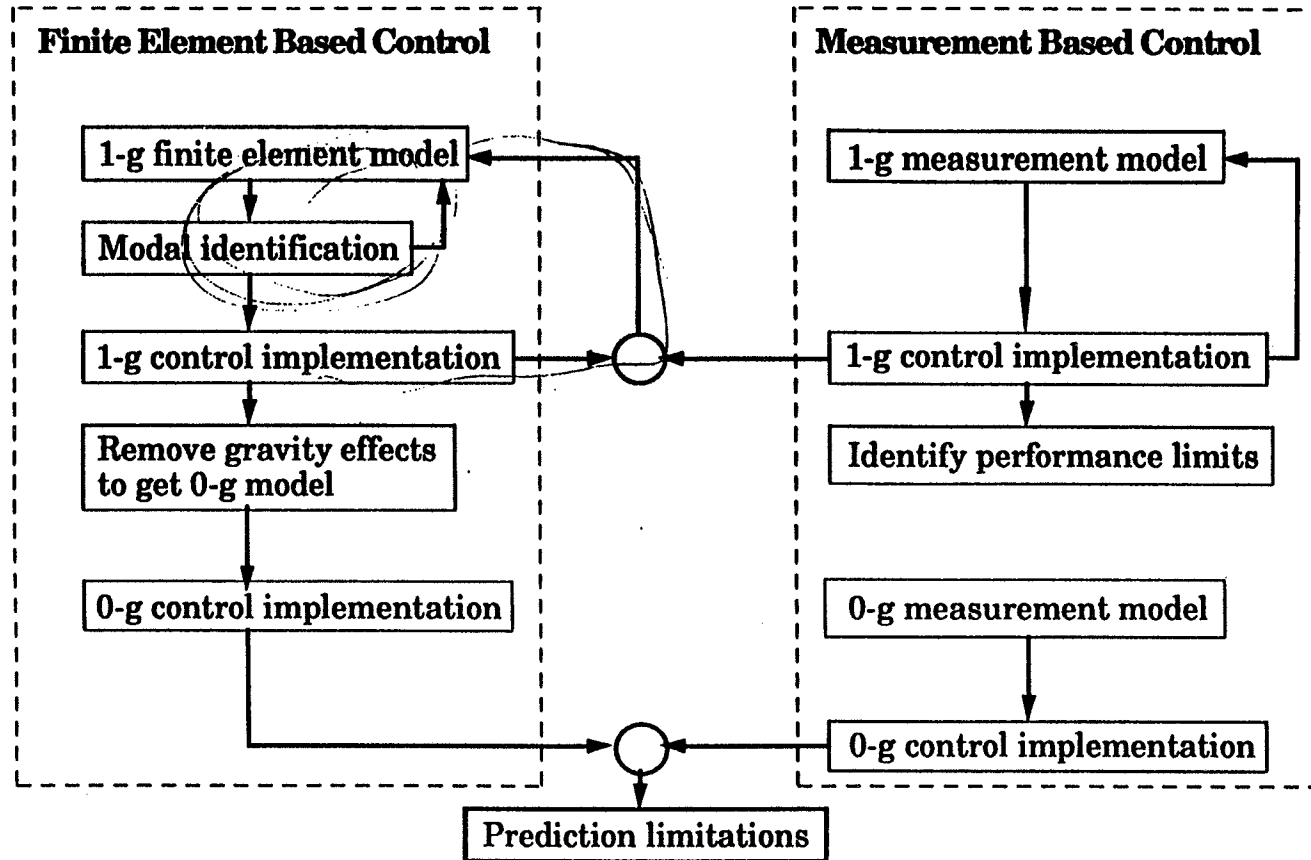 Finite Element Based Control
1-g finite element model
Modal identification
1-g control implementation
Remove gravity effects
to get 0-g model
0-g control implementation
Measurement Based Control
1-g measurement model
1-g control implementation
Identify performance limits
0-g measurement model
0-g control implementation
Prediction limitations